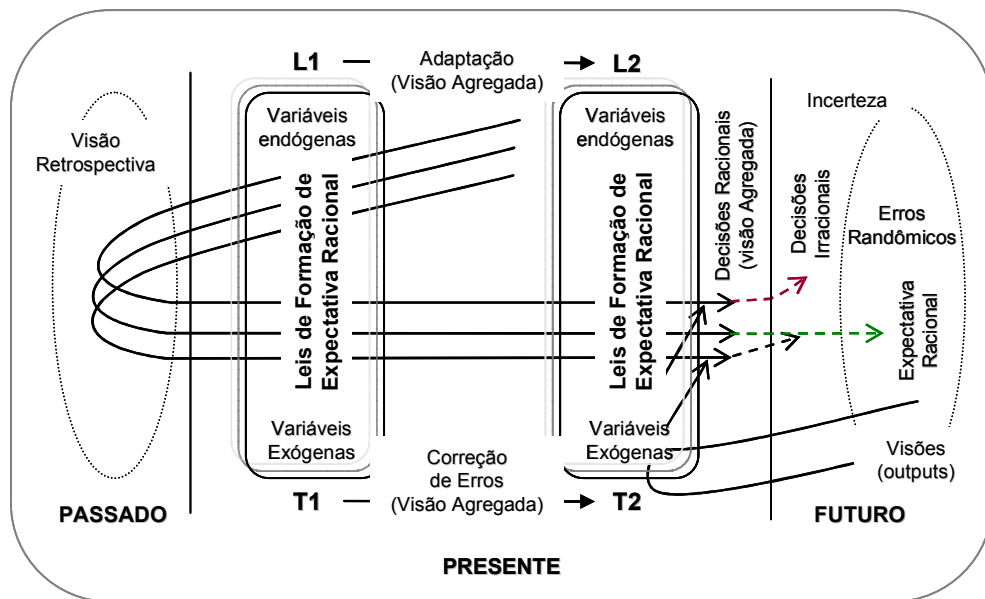 L1
Adaptação
(Visão Agregada)
L2
Visão
Retrospectiva
Variáveis
endógenas
Leis de Formação de
Expectativa Racional
Variáveis
Exógenas
Variáveis
endógenas
Leis de Formação de
Expectativa Racional
Variáveis
Exógenas
Decisões Racionais
(visão Agregada)
Incerteza
Decisões
Irracionais
Erros
Randômicos
Expectativa
Racional
Visões
(outputs)
T1
Correção
de Erros
(Visão Agregada)
T2
PASSADO
FUTURO
PRESENTE